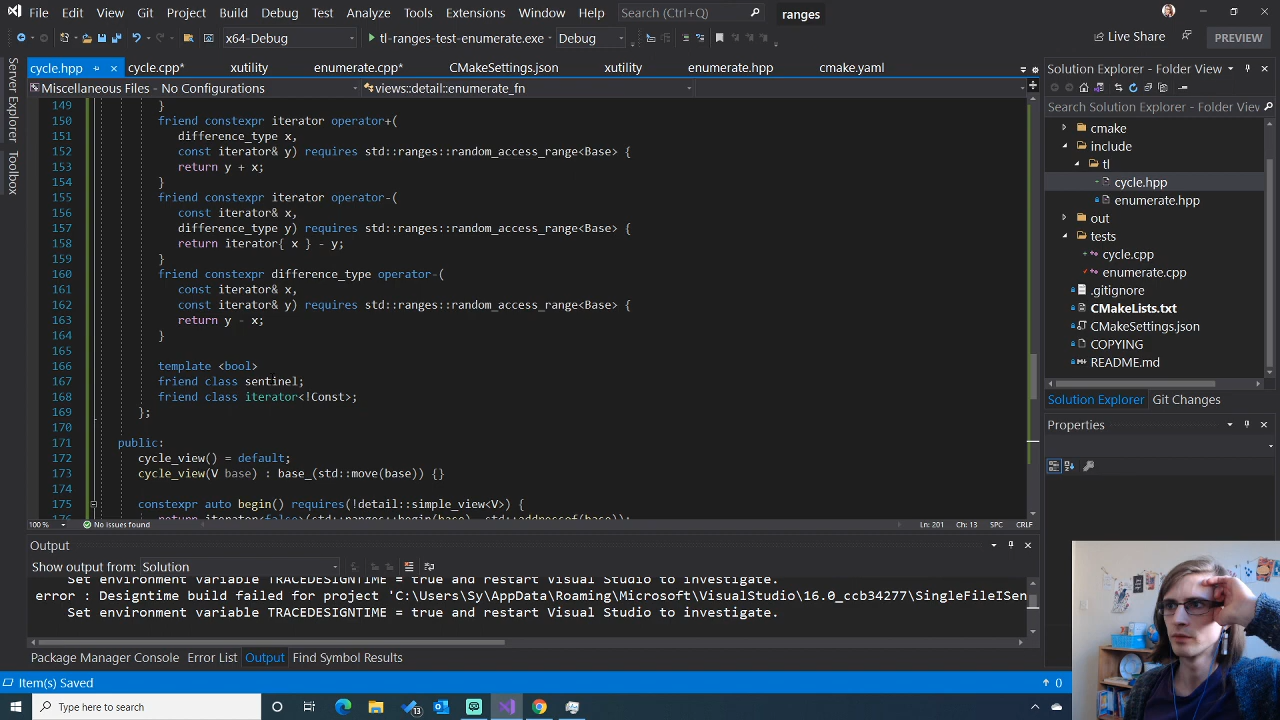 File Edit View Git Project Build Debug Test Analyze Tools Extensions Window Help Search (Ctrl+Q) ranges
x64-Debug tl-ranges-test-enumerate.exe Debug Live Share PREVIEW
cycle.hpp cycle.cpp* xutility enumerate.cpp* CMakeSettings.json xutility enumerate.hpp cmake.yaml
Miscellaneous Files - No Configurations views::detail::enumerate_fn
149 }
150 friend constexpr iterator operator+(
151 difference_type x,
152 const iterator& y) requires std::ranges::random_access_range<Base> {
153 return y + x;
154 }
155 friend constexpr iterator operator-(
156 const iterator& x,
157 difference_type y) requires std::ranges::random_access_range<Base> {
158 return iterator{ x } - y;
159 }
160 friend constexpr difference_type operator-(
161 const iterator& x,
162 const iterator& y) requires std::ranges::random_access_range<Base> {
163 return y - x;
164 }
165
166 template <bool>
167 friend class sentinel;
168 friend class iterator<!Const>;
169 };
170
171 public:
172 cycle_view() = default;
173 cycle_view(V base) : base_(std::move(base)) {}
174
175 constexpr auto begin() requires(!detail::simple_view<V>) {
176 return iterator<false>(std::ranges::begin(base), std::addressof(base));
100 % No issues found Ln: 201 Ch: 13 SPC CRLF
Output
Show output from: Solution
Set environment variable TRACEDESIGNTIME = true and restart Visual Studio to investigate.
error : Designtime build failed for project 'C:\Users\Sy\AppData\Roaming\Microsoft\VisualStudio\16.0_ccb34277\SingleFileISen
Set environment variable TRACEDESIGNTIME = true and restart Visual Studio to investigate.
Package Manager Console Error List Output Find Symbol Results
Item(s) Saved 0
Type here to search
13
Server Explorer
Toolbox
Solution Explorer - Folder View
Search Solution Explorer - Folder View
cmake
include
tl
cycle.hpp
enumerate.hpp
out
tests
cycle.cpp
enumerate.cpp
.gitignore
CMakeLists.txt
CMakeSettings.json
COPYING
README.md
Solution Explorer Git Changes
Properties